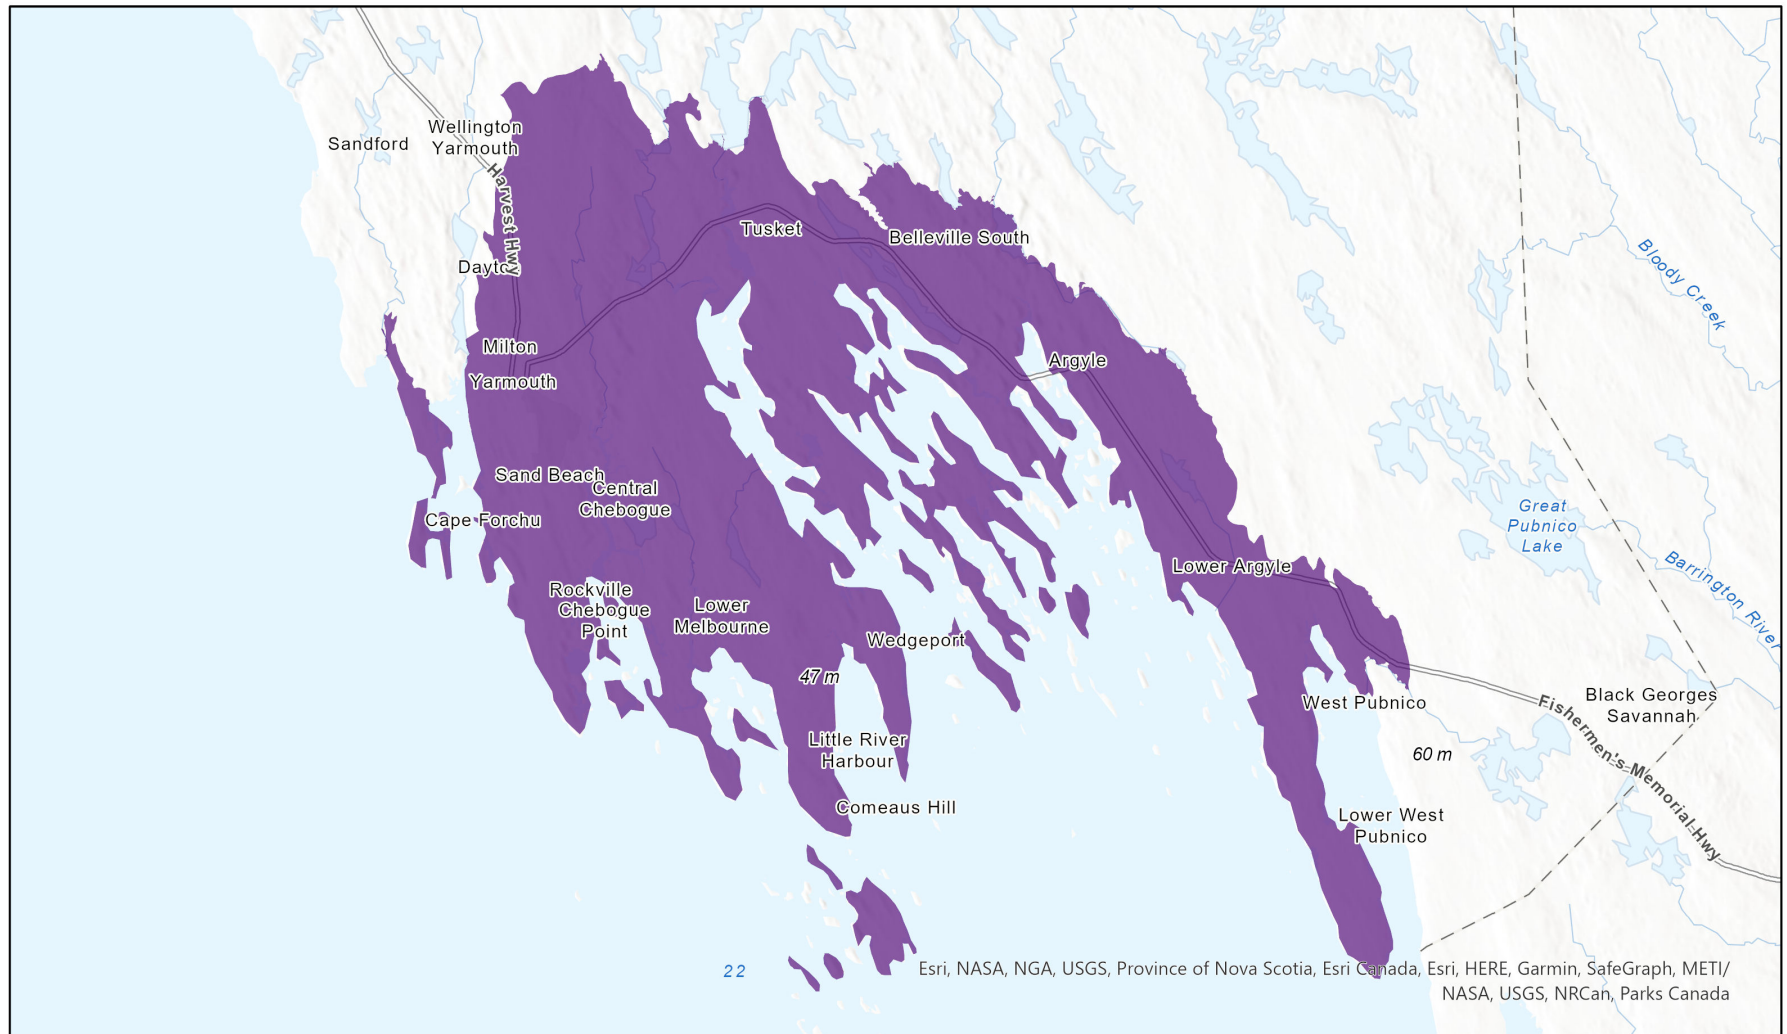 Wellington
Yarmouth
Sandford
Harvest Hwy
Tusket
Belleville South
Bloody Creek
Dayto
Milton
Argyle
Yarmouth
Sand Beach
Central
Chebogue
Cape Forchu
Great
Pubnico
Lake
Lower Argyle
Barrington River
Rockville
Chebogue
Point
Lower
Melbourne
Wedgeport
47 m
West Pubnico
Black Georges
Savannah
Fishermen's Memorial Hwy
Little River
Harbour
60 m
Comeaus Hill
Lower West
Pubnico
22
Esri, NASA, NGA, USGS, Province of Nova Scotia, Esri Canada, Esri, HERE, Garmin, SafeGraph, METI/
NASA, USGS, NRCan, Parks Canada